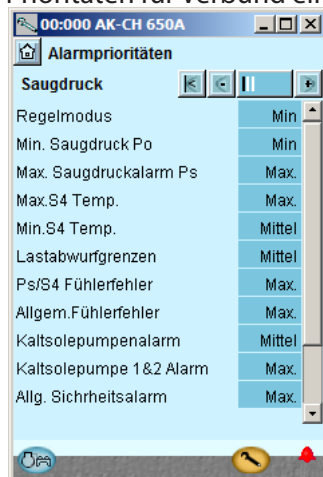 Prioritäten für Verbund ein
00:000 AK-CH 650A
Alarmprioritäten
Saugdruck
Regelmodus Min
Min. Saugdruck Po Min
Max. Saugdruckalarm Ps Max.
Max.S4 Temp. Max.
Min.S4 Temp. Mittel
Lastabwurfgrenzen Mittel
Ps/S4 Fühlerfehler Max.
Allgem.Fühlerfehler Max.
Kaltsolepumpenalarm Mittel
Kaltsolepumpe 1&2 Alarm Max.
Allg. Sichrheitsalarm Max.